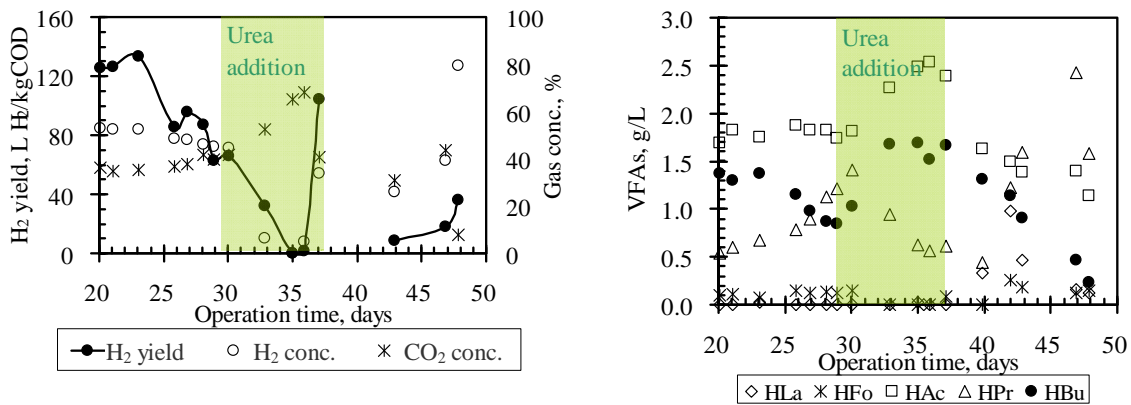 H₂ yield, L H₂/kgCOD
160
120
80
40
0
Urea
addition
100
80
60
40
20
0
Gas conc., %
20 25 30 35 40 45 50
Operation time, days
H₂ yield H₂ conc. CO₂ conc.
VFAs, g/L
3.0
2.5
2.0
1.5
1.0
0.5
0.0
Urea
addition
20 25 30 35 40 45 50
Operation time, days
HLa HFo HAc HPr HBu